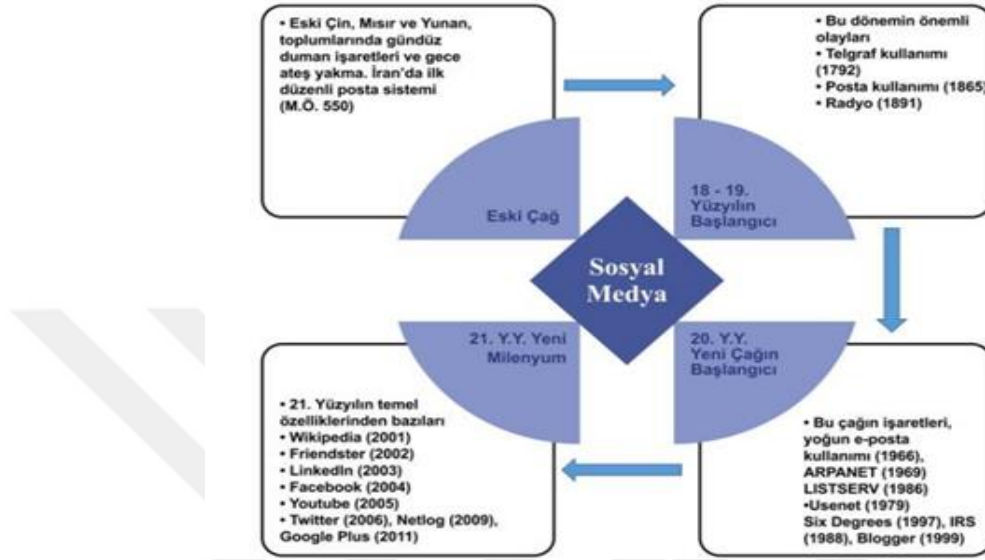 • Eski Çin, Mısır ve Yunan,
toplumlarında gündüz
duman işaretleri ve gece
ateş yakma. İran'da ilk
düzenli posta sistemi
(M.Ö. 550)
Eski Çağ
• Bu dönemin önemli
olayları
• Telgraf kullanımı
(1792)
• Posta kullanımı (1865)
• Radyo (1891)
18 - 19.
Yüzyılın
Başlangıcı
Sosyal
Medya
20. Y.Y.
Yeni Çağın
Başlangıcı
• Bu çağın işaretleri,
yoğun e-posta
kullanımı (1966),
ARPANET (1969)
LISTSERV (1986)
•Usenet (1979)
Six Degrees (1997), IRS
(1988), Blogger (1999)
21. Y.Y. Yeni
Milenyum
• 21. Yüzyılın temel
özelliklerinden bazıları
• Wikipedia (2001)
• Friendster (2002)
• LinkedIn (2003)
• Facebook (2004)
• Youtube (2005)
• Twitter (2006), Netlog (2009),
Google Plus (2011)